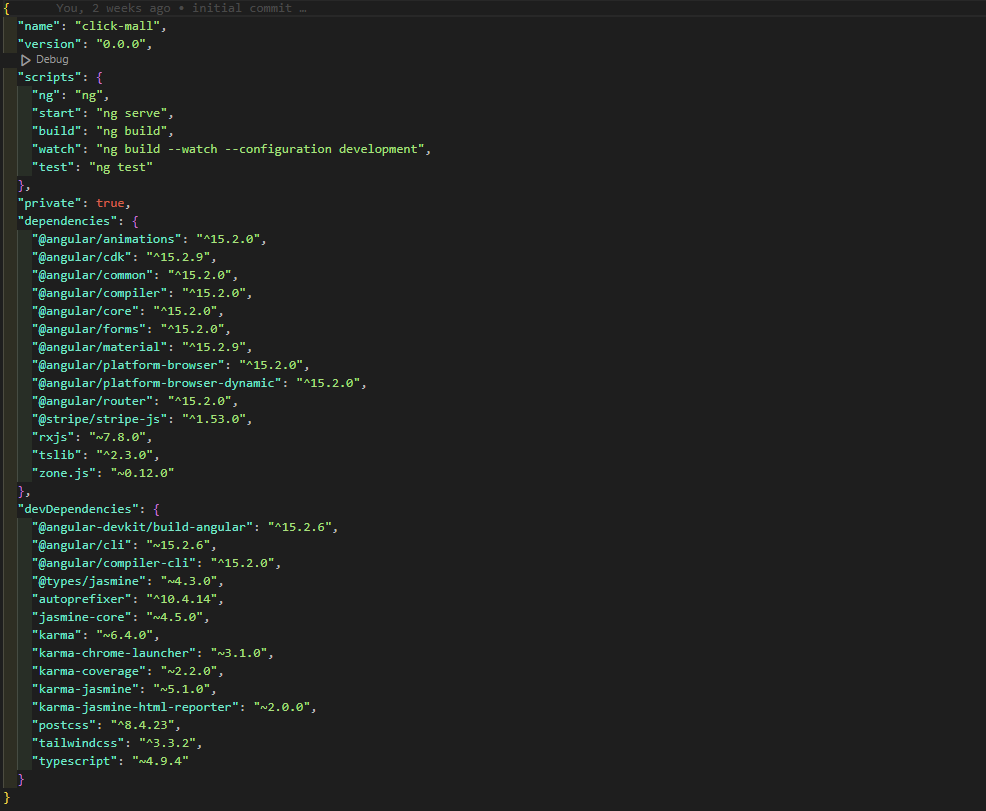 { You, 2 weeks ago • initial commit …
"name": "click-mall",
"version": "0.0.0",
Debug
"scripts": {
"ng": "ng",
"start": "ng serve",
"build": "ng build",
"watch": "ng build --watch --configuration development",
"test": "ng test"
},
"private": true,
"dependencies": {
"@angular/animations": "^15.2.0",
"@angular/cdk": "^15.2.9",
"@angular/common": "^15.2.0",
"@angular/compiler": "^15.2.0",
"@angular/core": "^15.2.0",
"@angular/forms": "^15.2.0",
"@angular/material": "^15.2.9",
"@angular/platform-browser": "^15.2.0",
"@angular/platform-browser-dynamic": "^15.2.0",
"@angular/router": "^15.2.0",
"@stripe/stripe-js": "^1.53.0",
"rxjs": "~7.8.0",
"tslib": "^2.3.0",
"zone.js": "~0.12.0"
},
"devDependencies": {
"@angular-devkit/build-angular": "^15.2.6",
"@angular/cli": "~15.2.6",
"@angular/compiler-cli": "^15.2.0",
"@types/jasmine": "~4.3.0",
"autoprefixer": "^10.4.14",
"jasmine-core": "~4.5.0",
"karma": "~6.4.0",
"karma-chrome-launcher": "~3.1.0",
"karma-coverage": "~2.2.0",
"karma-jasmine": "~5.1.0",
"karma-jasmine-html-reporter": "~2.0.0",
"postcss": "^8.4.23",
"tailwindcss": "^3.3.2",
"typescript": "~4.9.4"
}
}